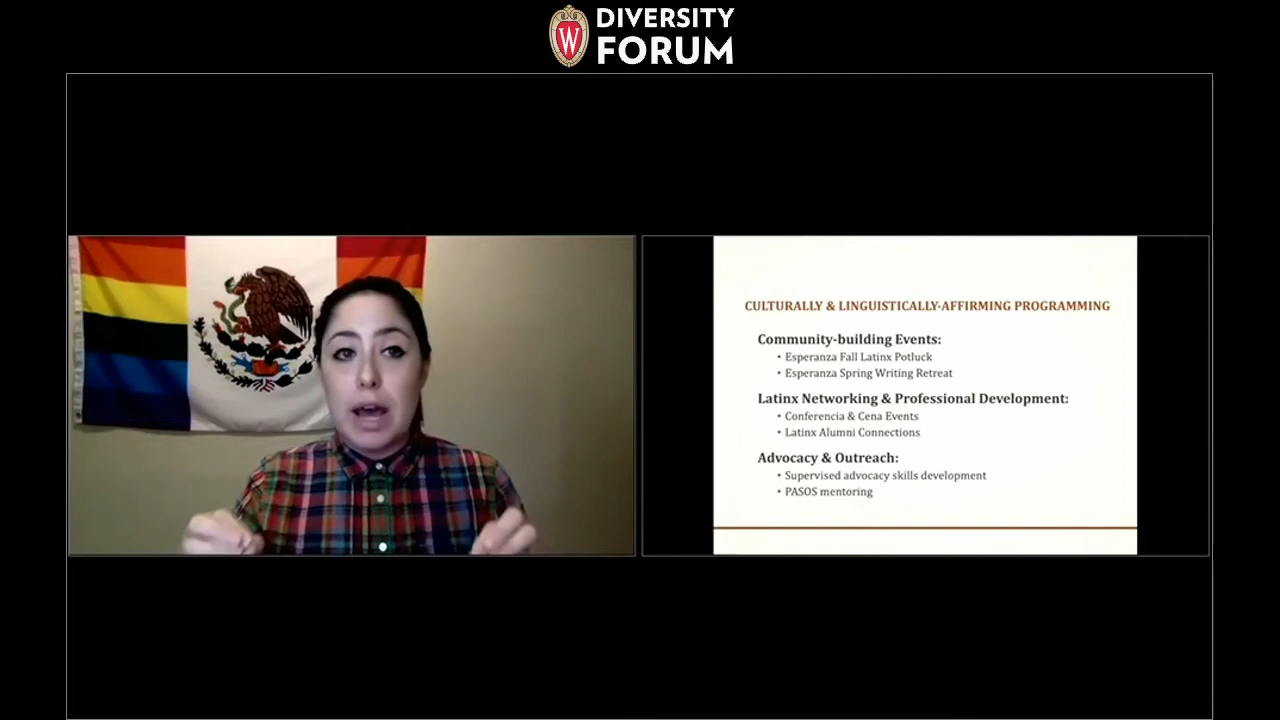 DIVERSITY
FORUM
W
CULTURALLY & LINGUISTICALLY-AFFIRMING PROGRAMMING
Community-building Events:
• Esperanza Fall Latinx Potluck
• Esperanza Spring Writing Retreat
Latinx Networking & Professional Development:
• Conferencia & Cena Events
• Latinx Alumni Connections
Advocacy & Outreach:
• Supervised advocacy skills development
• PASOS mentoring